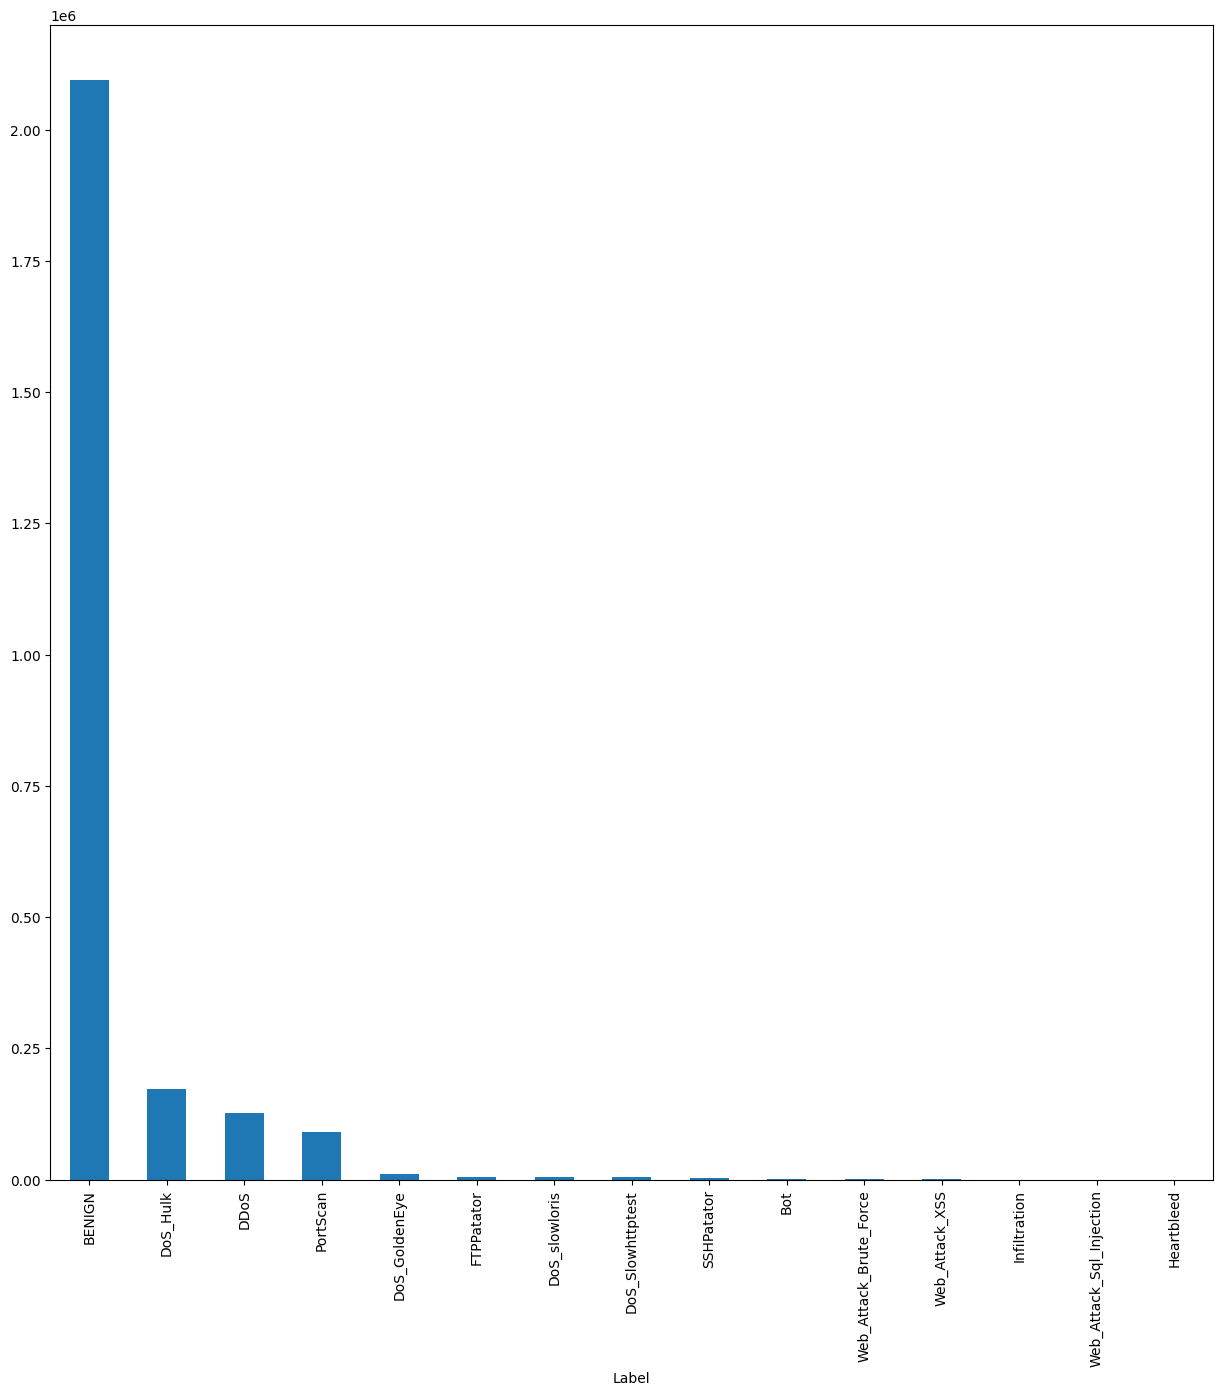 1e6
2.00
1.75
1.50
1.25
1.00
0.75
0.50
0.25
0.00
BENIGN
DoS_Hulk
DDoS
PortScan
DoS_GoldenEye
FTPPatator
DoS_slowloris
DoS_Slowhttptest
SSHPatator
Bot
Web_Attack_Brute_Force
Web_Attack_XSS
Infiltration
Web_Attack_Sql_Injection
Heartbleed
Label